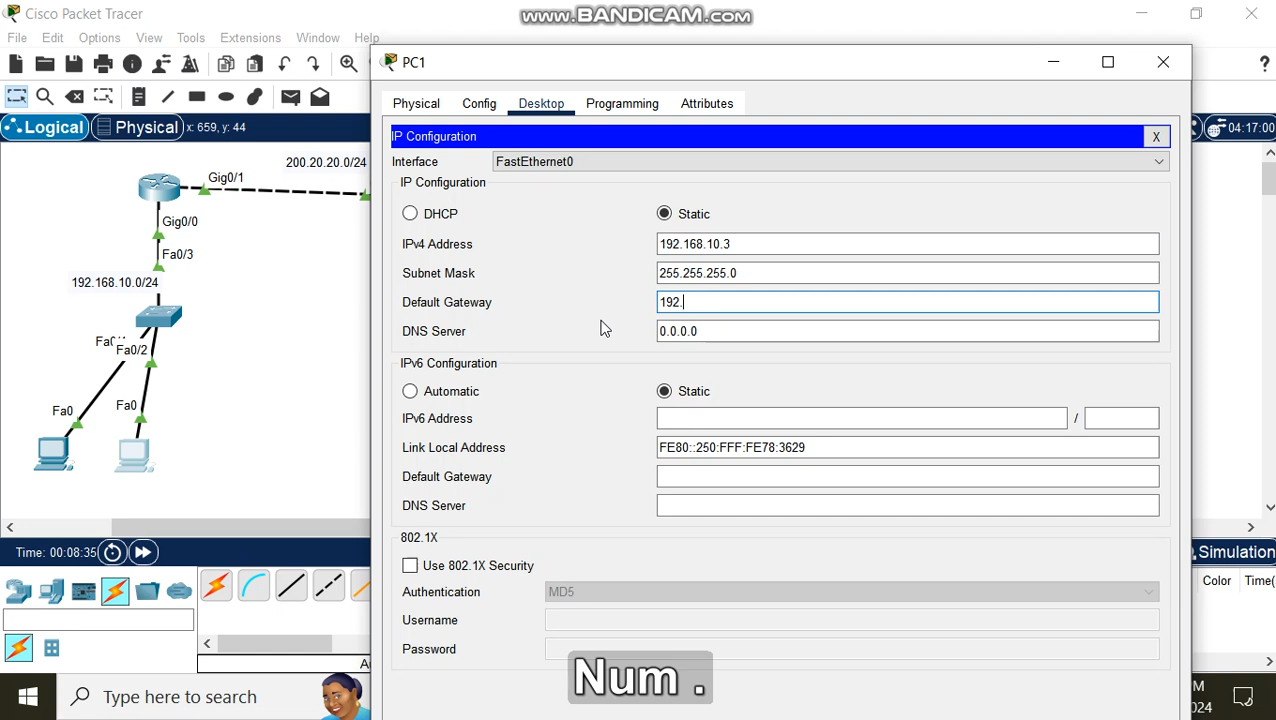 Cisco Packet Tracer
www.BANDICAM.com
File Edit Options View Tools Extensions Window Help
?
Logical Physical x: 659, y: 44
04:17:00
200.20.20.0/24
Gig0/1
Gig0/0
Fa0/3
192.168.10.0/24
Fa0/1
Fa0/2
Fa0
Fa0
Time: 00:08:35
Simulation
Color Time(
PC1
Physical Config Desktop Programming Attributes
IP Configuration X
Interface FastEthernet0
IP Configuration
DHCP Static
IPv4 Address 192.168.10.3
Subnet Mask 255.255.255.0
Default Gateway 192.
DNS Server 0.0.0.0
IPv6 Configuration
Automatic Static
IPv6 Address /
Link Local Address FE80::250:FFF:FE78:3629
Default Gateway
DNS Server
802.1X
Use 802.1X Security
Authentication MD5
Username
Password
Num .
Type here to search
M
024